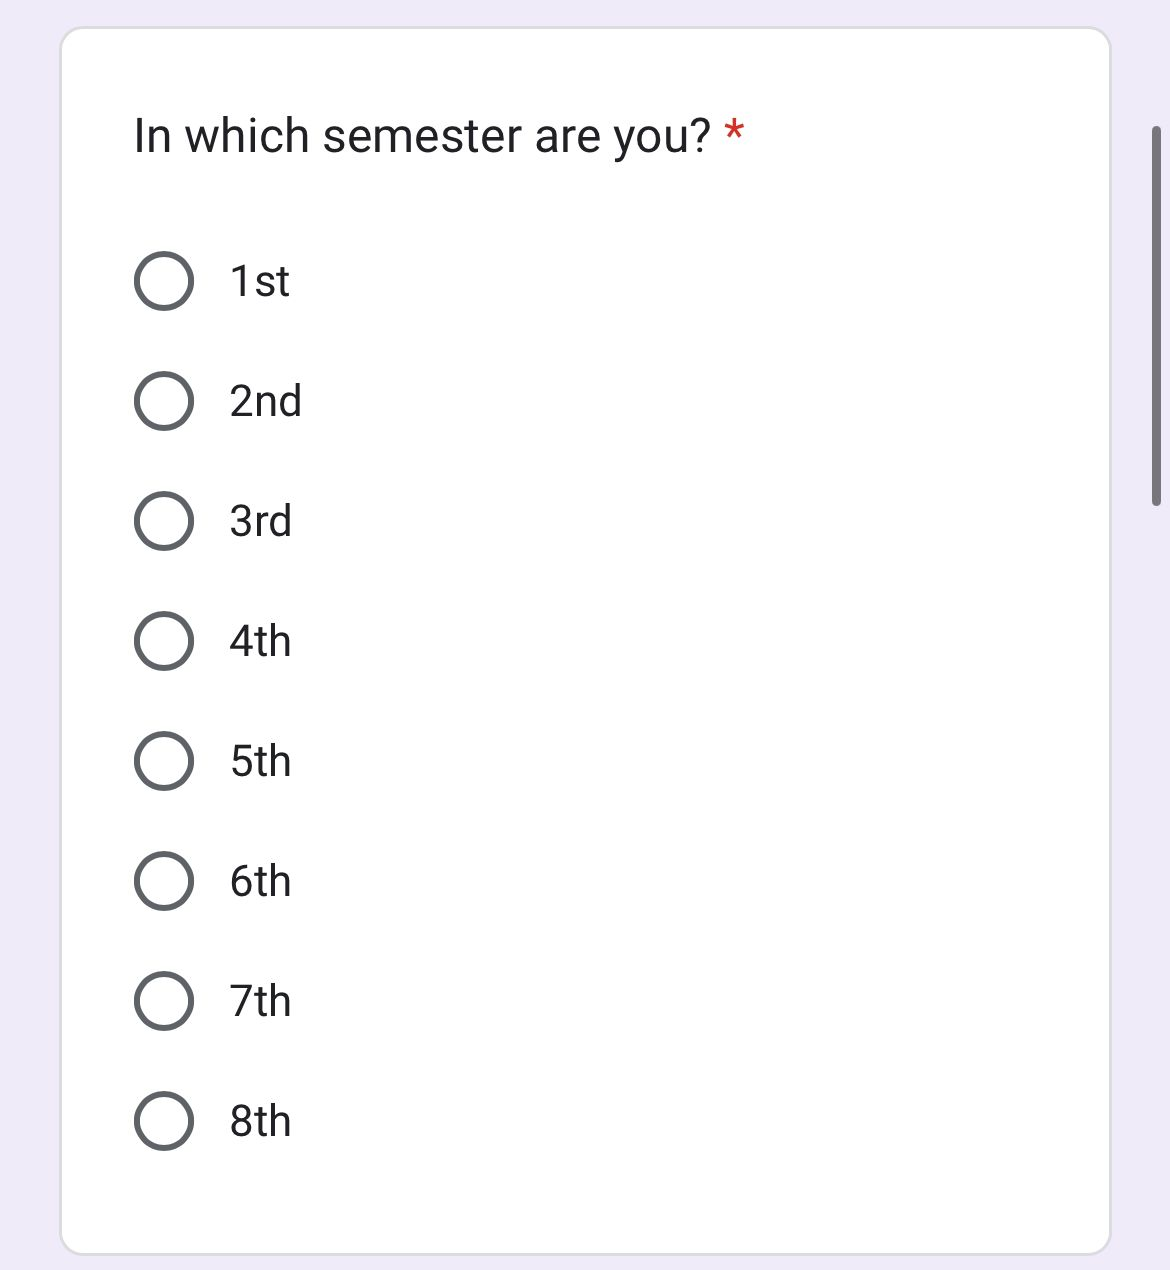 In which semester are you? *
1st
2nd
3rd
4th
5th
6th
7th
8th